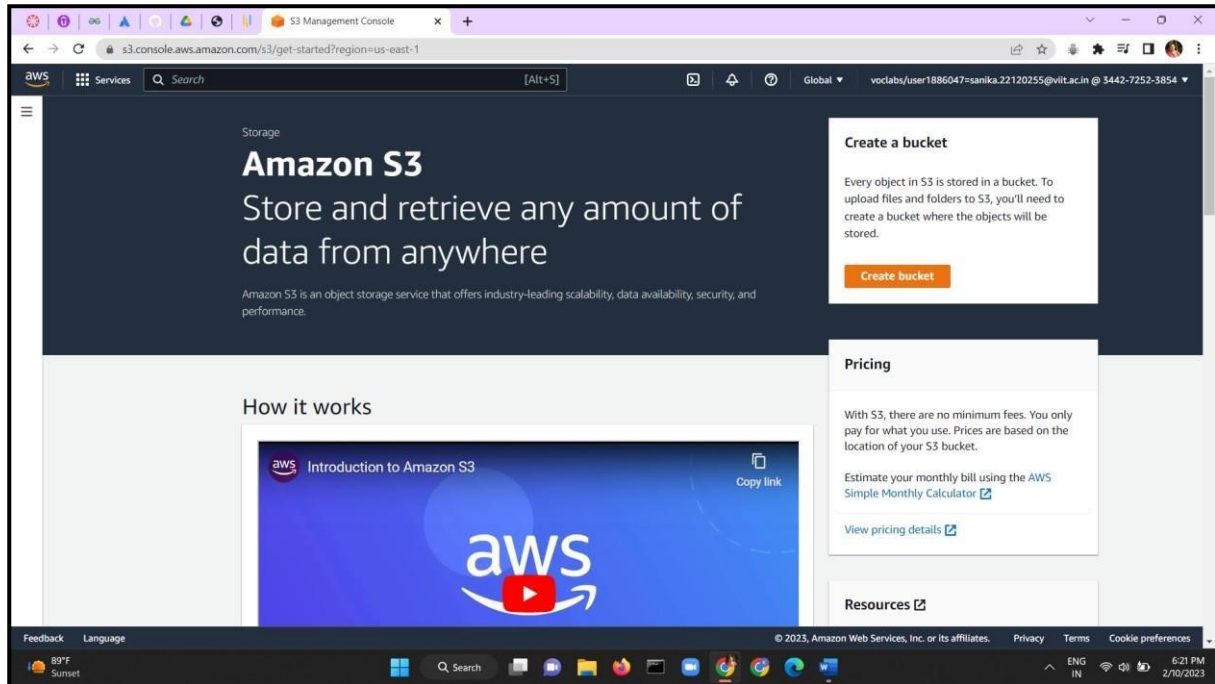 S3 Management Console
s3.console.aws.amazon.com/s3/get-started?region=us-east-1
aws
Services
Search
[Alt+S]
Global
voclabs/user1886047=sanika.22120255@viit.ac.in @ 3442-7252-3854
Storage
Amazon S3
Store and retrieve any amount of
data from anywhere
Amazon S3 is an object storage service that offers industry-leading scalability, data availability, security, and
performance.
Create a bucket
Every object in S3 is stored in a bucket. To
upload files and folders to S3, you'll need to
create a bucket where the objects will be
stored.
Create bucket
Pricing
With S3, there are no minimum fees. You only
pay for what you use. Prices are based on the
location of your S3 bucket.
Estimate your monthly bill using the AWS
Simple Monthly Calculator
View pricing details
Resources
How it works
aws
Introduction to Amazon S3
Copy link
aws
Feedback
Language
© 2023, Amazon Web Services, Inc. or its affiliates.
Privacy
Terms
Cookie preferences
89°F
Sunset
Search
ENG
IN
6:21 PM
2/10/2023